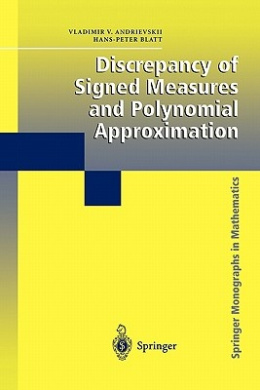 VLADIMIR V. ANDRIEVSKII
HANS-PETER BLATT
Discrepancy of
Signed Measures
and Polynomial
Approximation
Springer Monographs in Mathematics
Springer